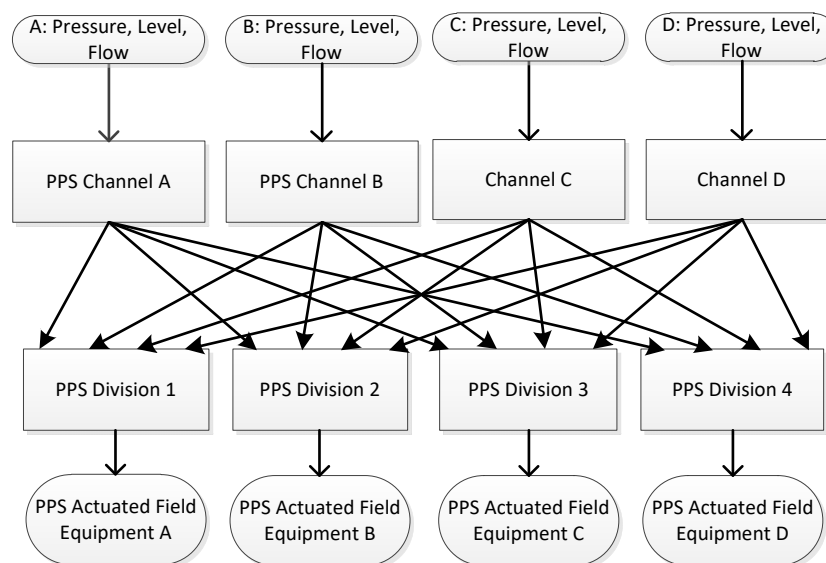 A: Pressure, Level,
Flow
B: Pressure, Level,
Flow
C: Pressure, Level,
Flow
D: Pressure, Level,
Flow
PPS Channel A
PPS Channel B
Channel C
Channel D
PPS Division 1
PPS Division 2
PPS Division 3
PPS Division 4
PPS Actuated Field
Equipment A
PPS Actuated Field
Equipment B
PPS Actuated Field
Equipment C
PPS Actuated Field
Equipment D